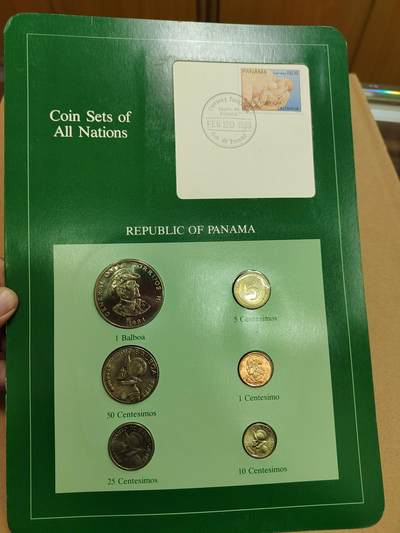 Coin Sets of
All Nations
PANAMA
REPUBLIC OF PANAMA
1 Balboa
5 Centesimos
50 Centesimos
1 Centesimo
25 Centesimos
10 Centesimos